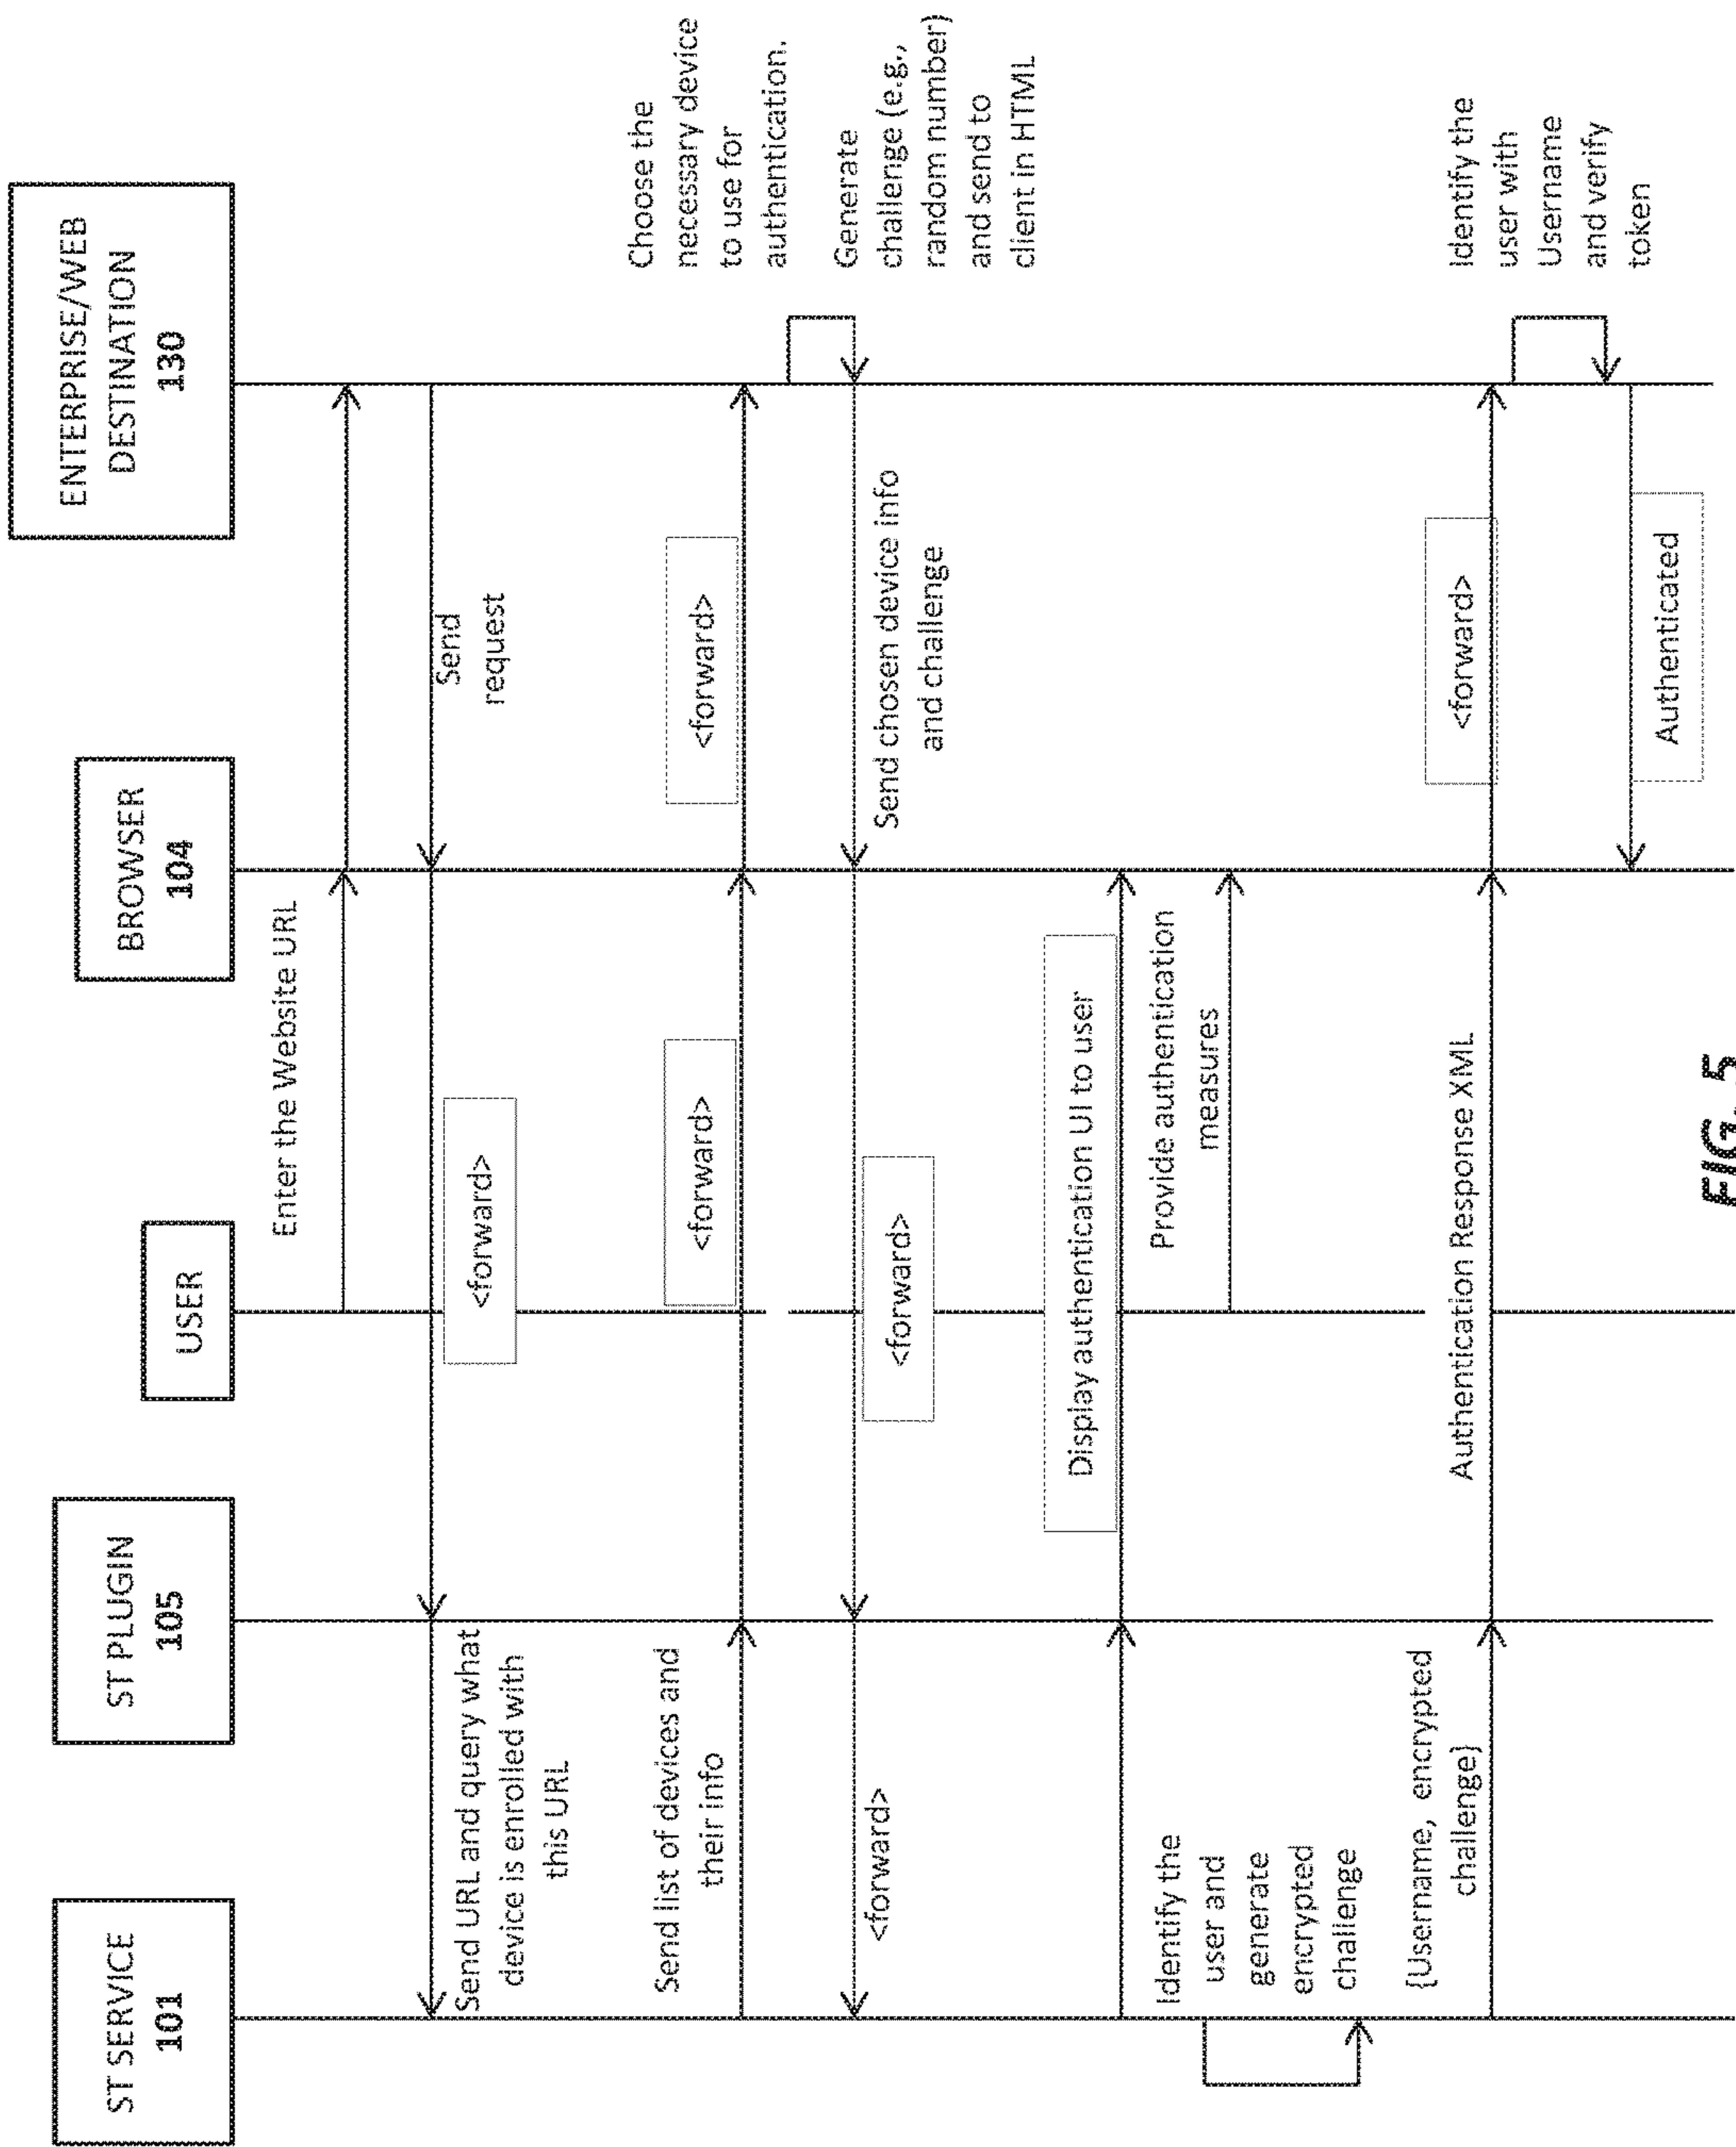 ST SERVICE
101
ST PLUGIN
105
USER
BROWSER
104
ENTERPRISE/WEB
DESTINATION
130
Enter the Website URL
Send
request
<forward>
Send URL and query what
device is enrolled with
this URL
Send list of devices and
their info
<forward>
<forward>
Choose the
necessary device
to use for
authentication.
Generate
challenge (e.g.,
random number)
and send to
client in HTML
Send chosen device info
and challenge
<forward>
<forward>
Display authentication UI to user
Provide authentication
measures
Identify the
user and
generate
encrypted
challenge
{Username, encrypted
challenge}
Authentication Response XML
<forward>
Identify the
user with
Username
and verify
token
Authenticated
FIG. 5